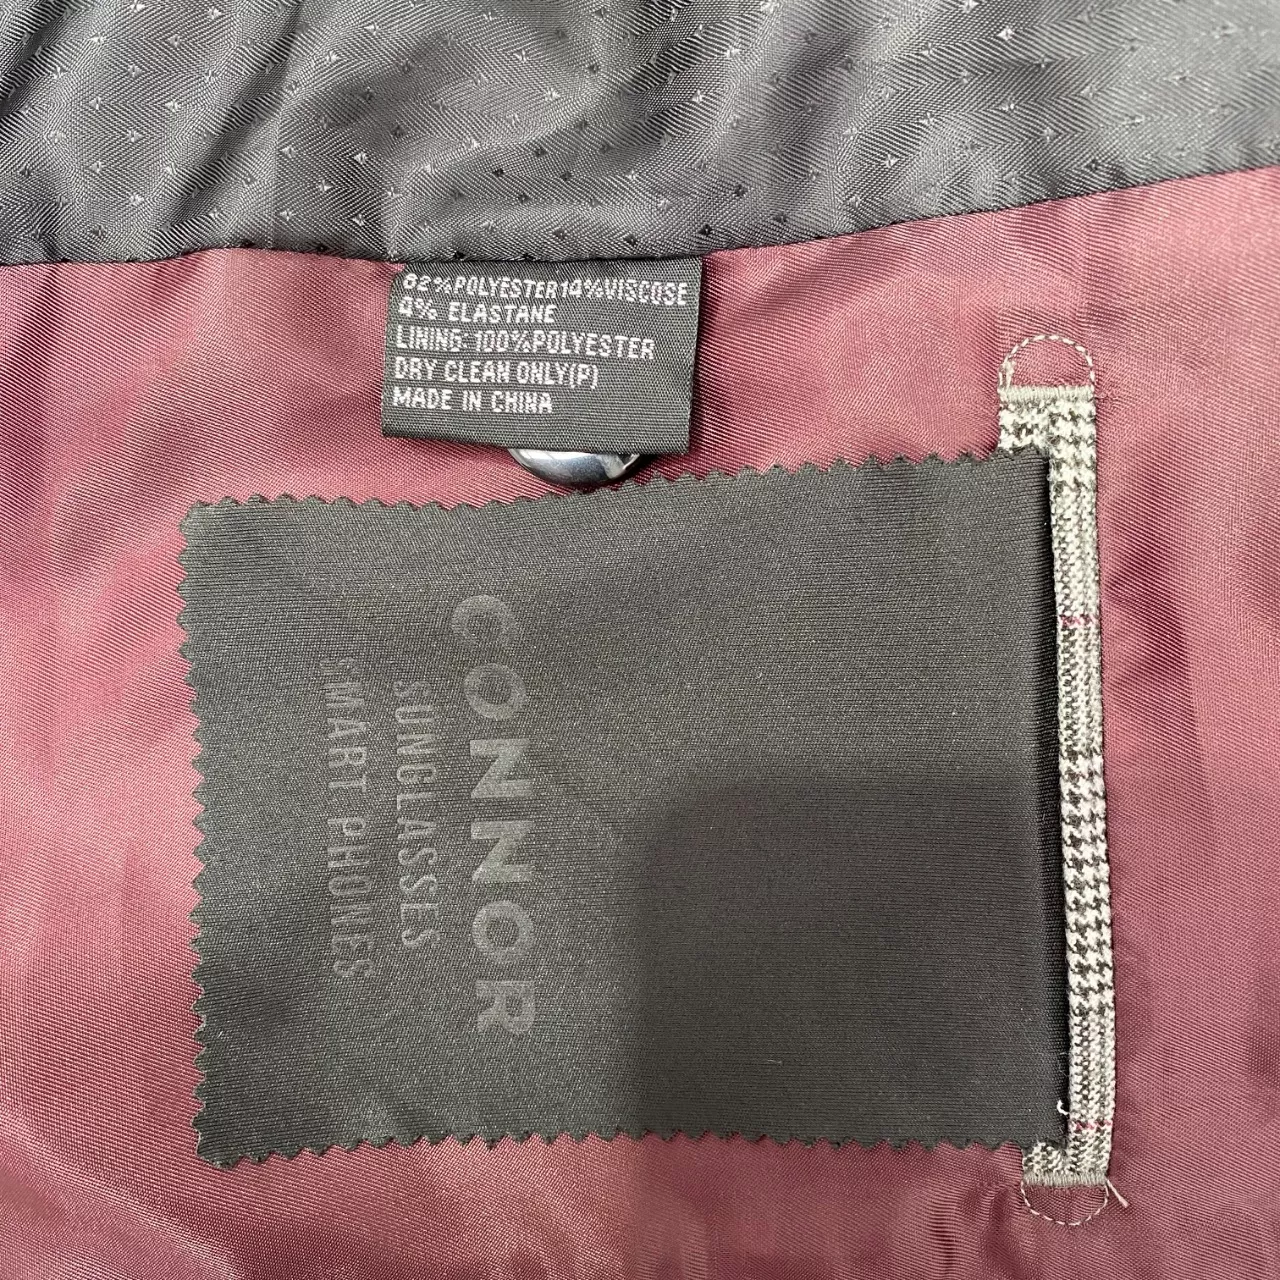 82%POLYESTER14%VISCOSE
4% ELASTANE
LINING: 100%POLYESTER
DRY CLEAN ONLY(P)
MADE IN CHINA
CONNOR
SUNGLASSES
SMART.PHONES